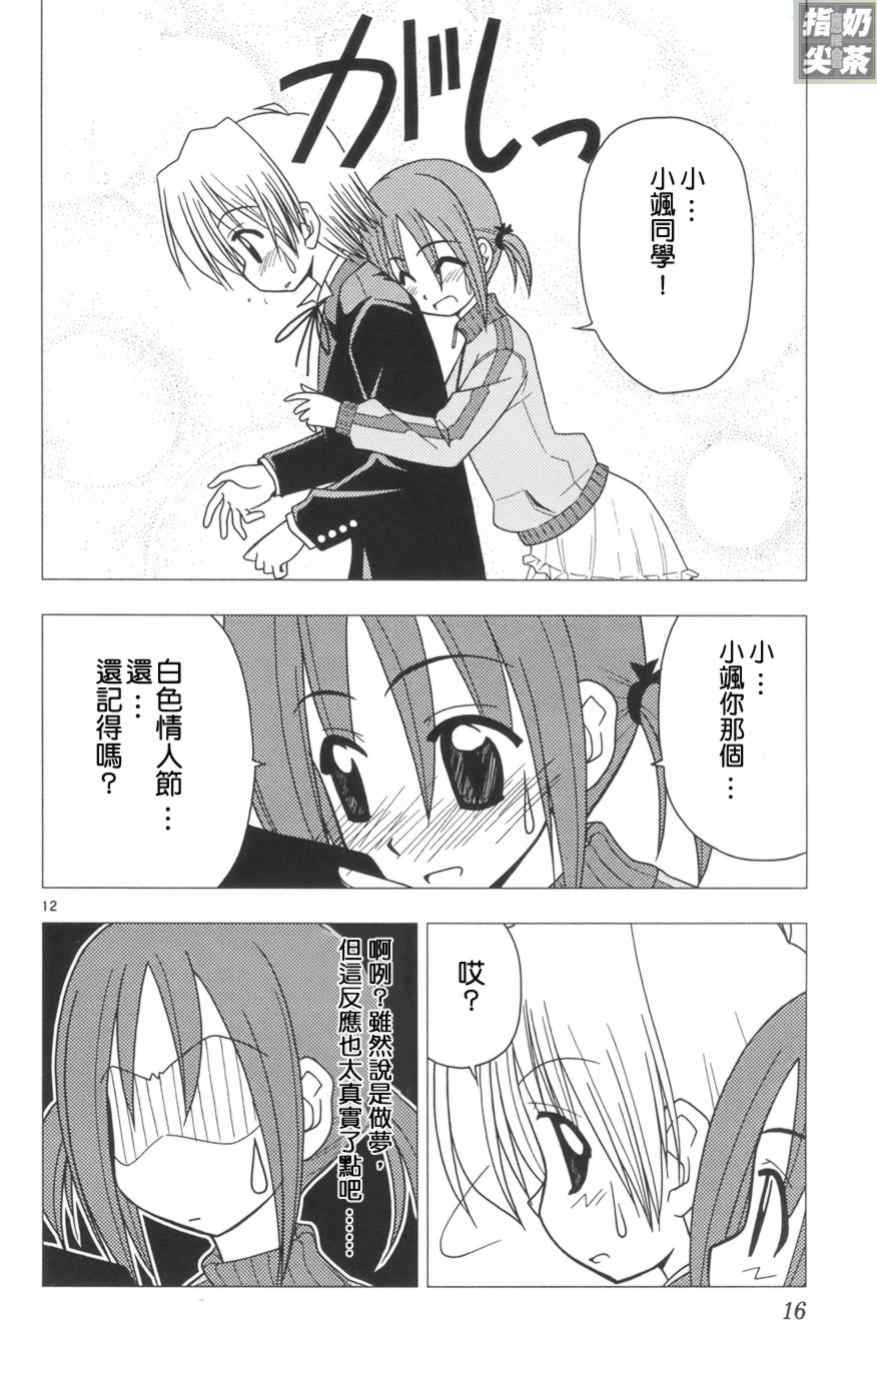 がしっ
指奶
尖茶
小…
小颯同學！
小…
小颯你那個…
白色情人節…
還…
還記得嗎？
12
哎？
啊咧？雖然說是做夢，
但這反應也太真實了點吧……
16